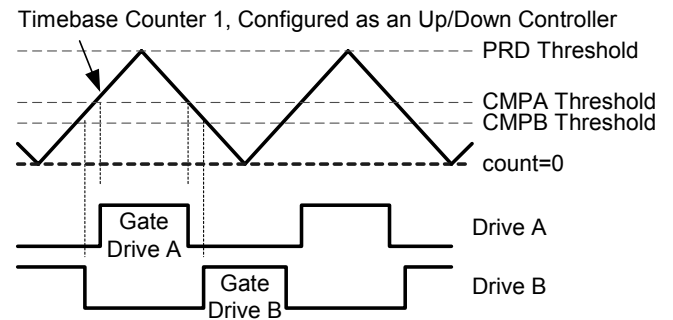 Timebase Counter 1, Configured as an Up/Down Controller
PRD Threshold
CMPA Threshold
CMPB Threshold
count=0
Gate
Drive A
Drive A
Gate
Drive B
Drive B